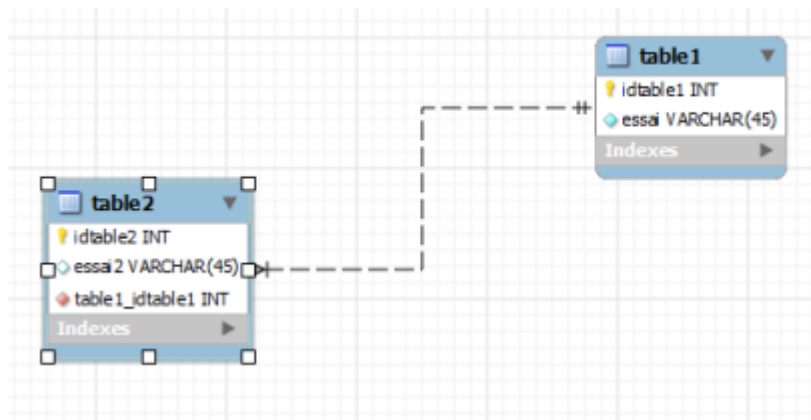 table1
idtable1 INT
essai VARCHAR(45)
Indexes
table2
idtable2 INT
essai2 VARCHAR(45)
table1_idtable1 INT
Indexes